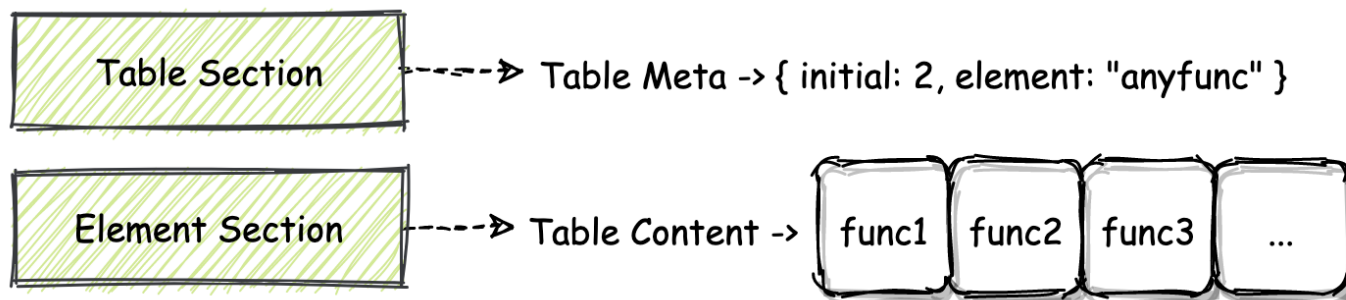 Table Section Table Meta -> { initial: 2, element: "anyfunc" }
Element Section Table Content -> func1 func2 func3 ...